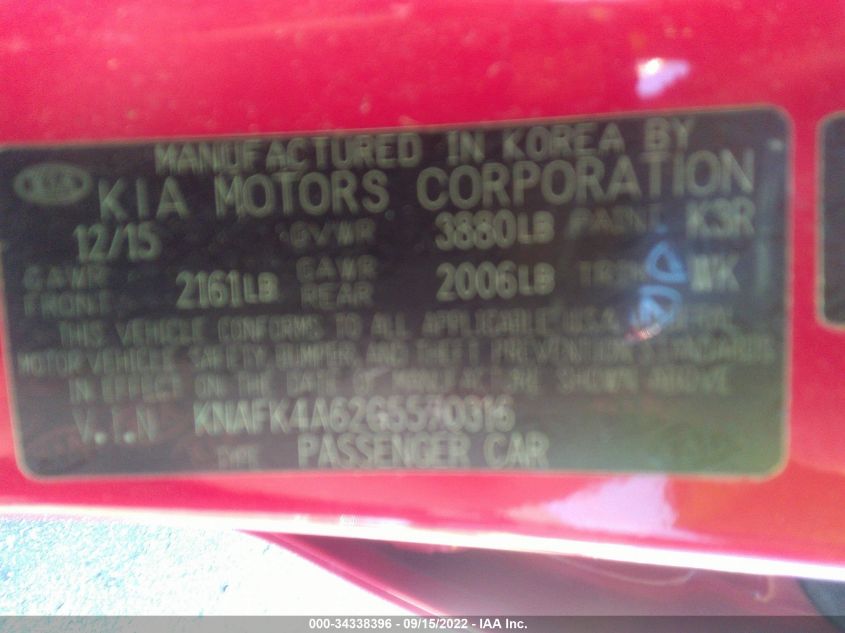 MANUFACTURED IN KOREA BY
KIA KIA MOTORS CORPORATION
12/15 GVWR 3880LB PAINT K3R
GAWR FRONT 2161LB GAWR REAR 2006LB TRIM WK
THIS VEHICLE CONFORMS TO ALL APPLICABLE U.S.A. FEDERAL
MOTOR VEHICLE SAFETY, BUMPER, AND THEFT PREVENTION STANDARDS
IN EFFECT ON THE DATE OF MANUFACTURE SHOWN ABOVE
V.I.N KNAFK4A62G5570316
TYPE PASSENGER CAR
000-34338396 - 09/15/2022 - IAA Inc.